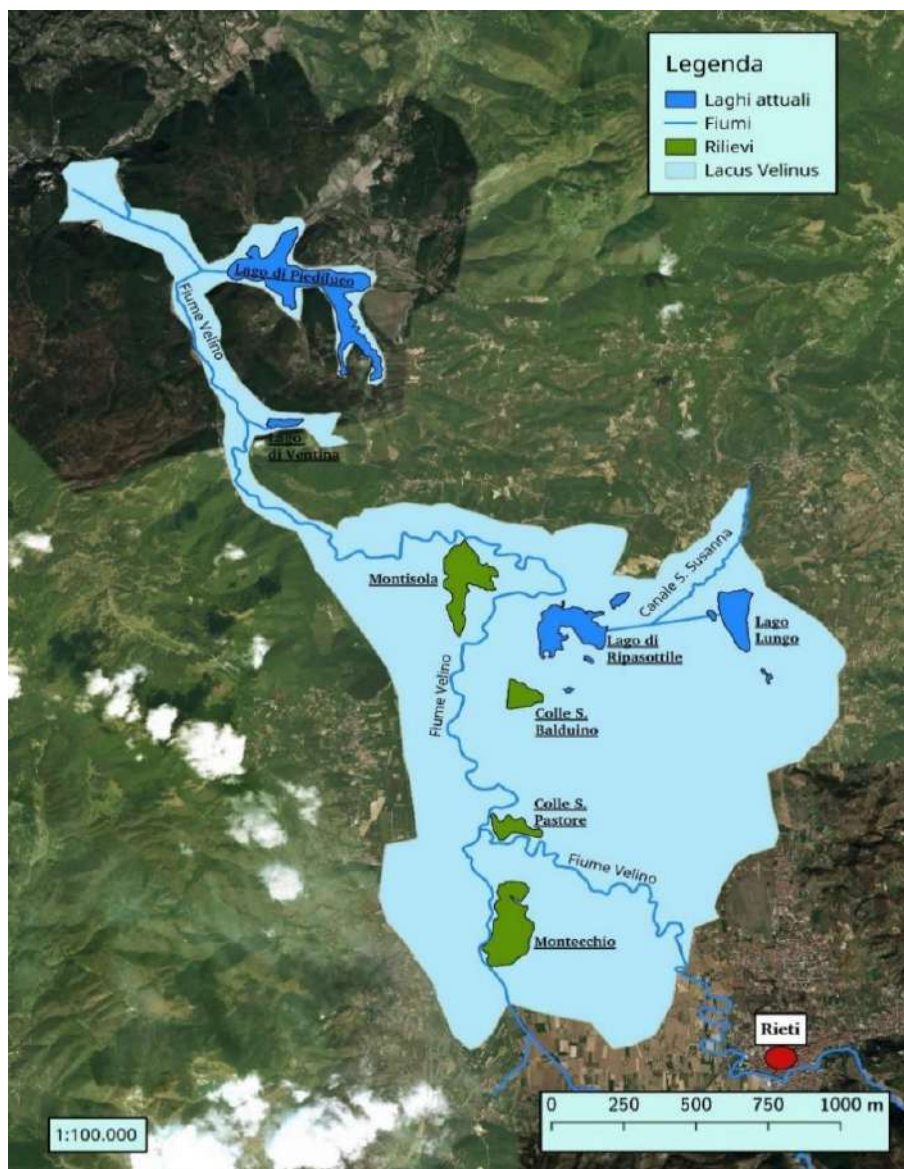 Legenda
Laghi attuali
Fiumi
Rilievi
Lacus Velinus
Lago di Piediluco
Fiume Velino
Lago
di Ventina
Canale S. Susanna
Montisola
Lago
Lungo
Lago di
Ripasottile
Fiume Velino
Colle S.
Balduino
Colle S.
Pastore
Fiume Velino
Montecchio
Rieti
0 250 500 750 1000 m
1:100.000